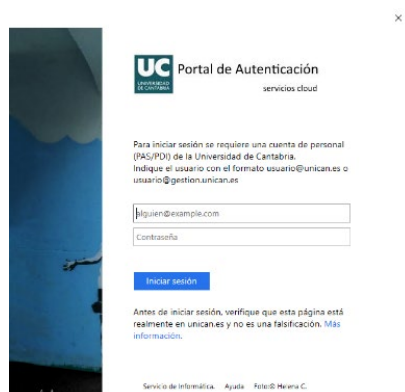 UC
UNIVERSIDAD
DE CANTABRIA
Portal de Autenticación
servicios cloud
Para iniciar sesión se requiere una cuenta de personal
(PAS/PDI) de la Universidad de Cantabria.
Indique el usuario con el formato usuario@unican.es o
usuario@gestion.unican.es
alguien@example.com
Contraseña
Iniciar sesión
Antes de iniciar sesión, verifique que esta página está
realmente en unican.es y no es una falsificación. Más
información.
Servicio de Informática. Ayuda Foto:© Helena C.